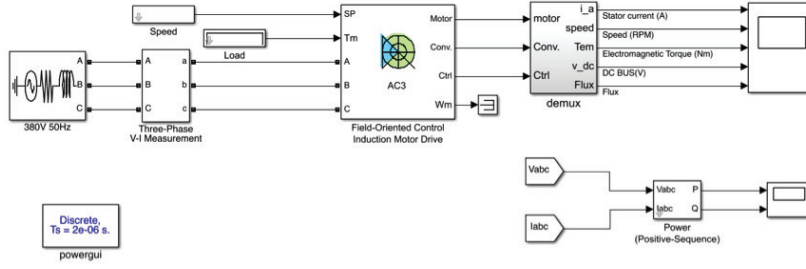 Speed
Load
SP
Tm
A
B
C
AC3
Motor
Conv.
Ctrl
Wm
Field-Oriented Control
Induction Motor Drive
A
B
C
380V 50Hz
A
B
C
a
b
c
Three-Phase
V-I Measurement
motor
Conv.
Ctrl
i_a
speed
Tem
v_dc
Flux
demux
Stator current (A)
Speed (RPM)
Electromagnetic Torque (Nm)
DC BUS(V)
Flux
Vabc
Iabc
Vabc
Iabc
P
Q
Power
(Positive-Sequence)
Discrete,
Ts = 2e-06 s.
powergui